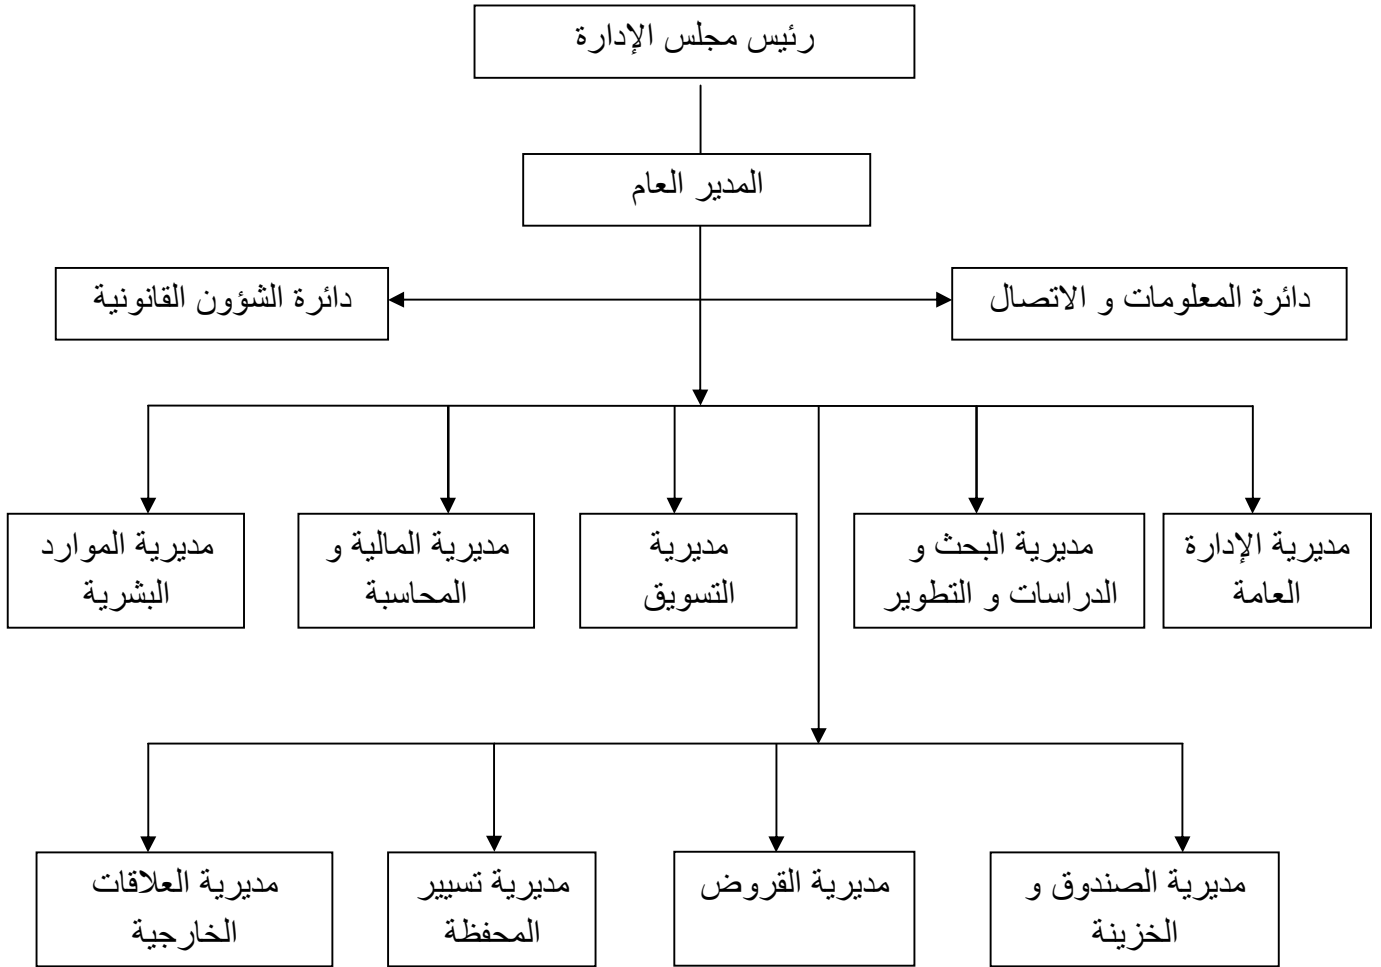 رئيس مجلس الإدارة
المدير العام
دائرة المعلومات و الاتصال
دائرة الشؤون القانونية
مديرية الإدارة
العامة
مديرية البحث و
الدراسات و التطوير
مديرية
التسويق
مديرية المالية و
المحاسبة
مديرية الموارد
البشرية
مديرية الصندوق و
الخزينة
مديرية القروض
مديرية تسيير
المحفظة
مديرية العلاقات
الخارجية